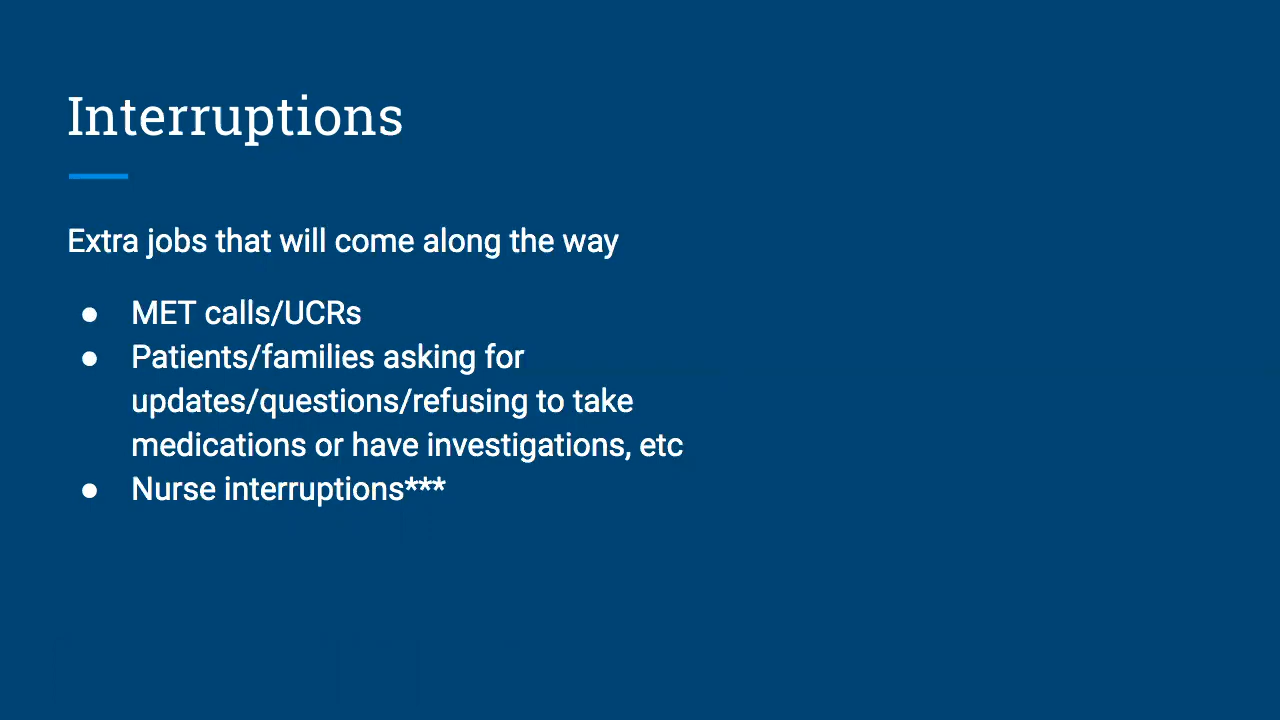 Interruptions
Extra jobs that will come along the way
● MET calls/UCRs
● Patients/families asking for
updates/questions/refusing to take
medications or have investigations, etc
● Nurse interruptions***